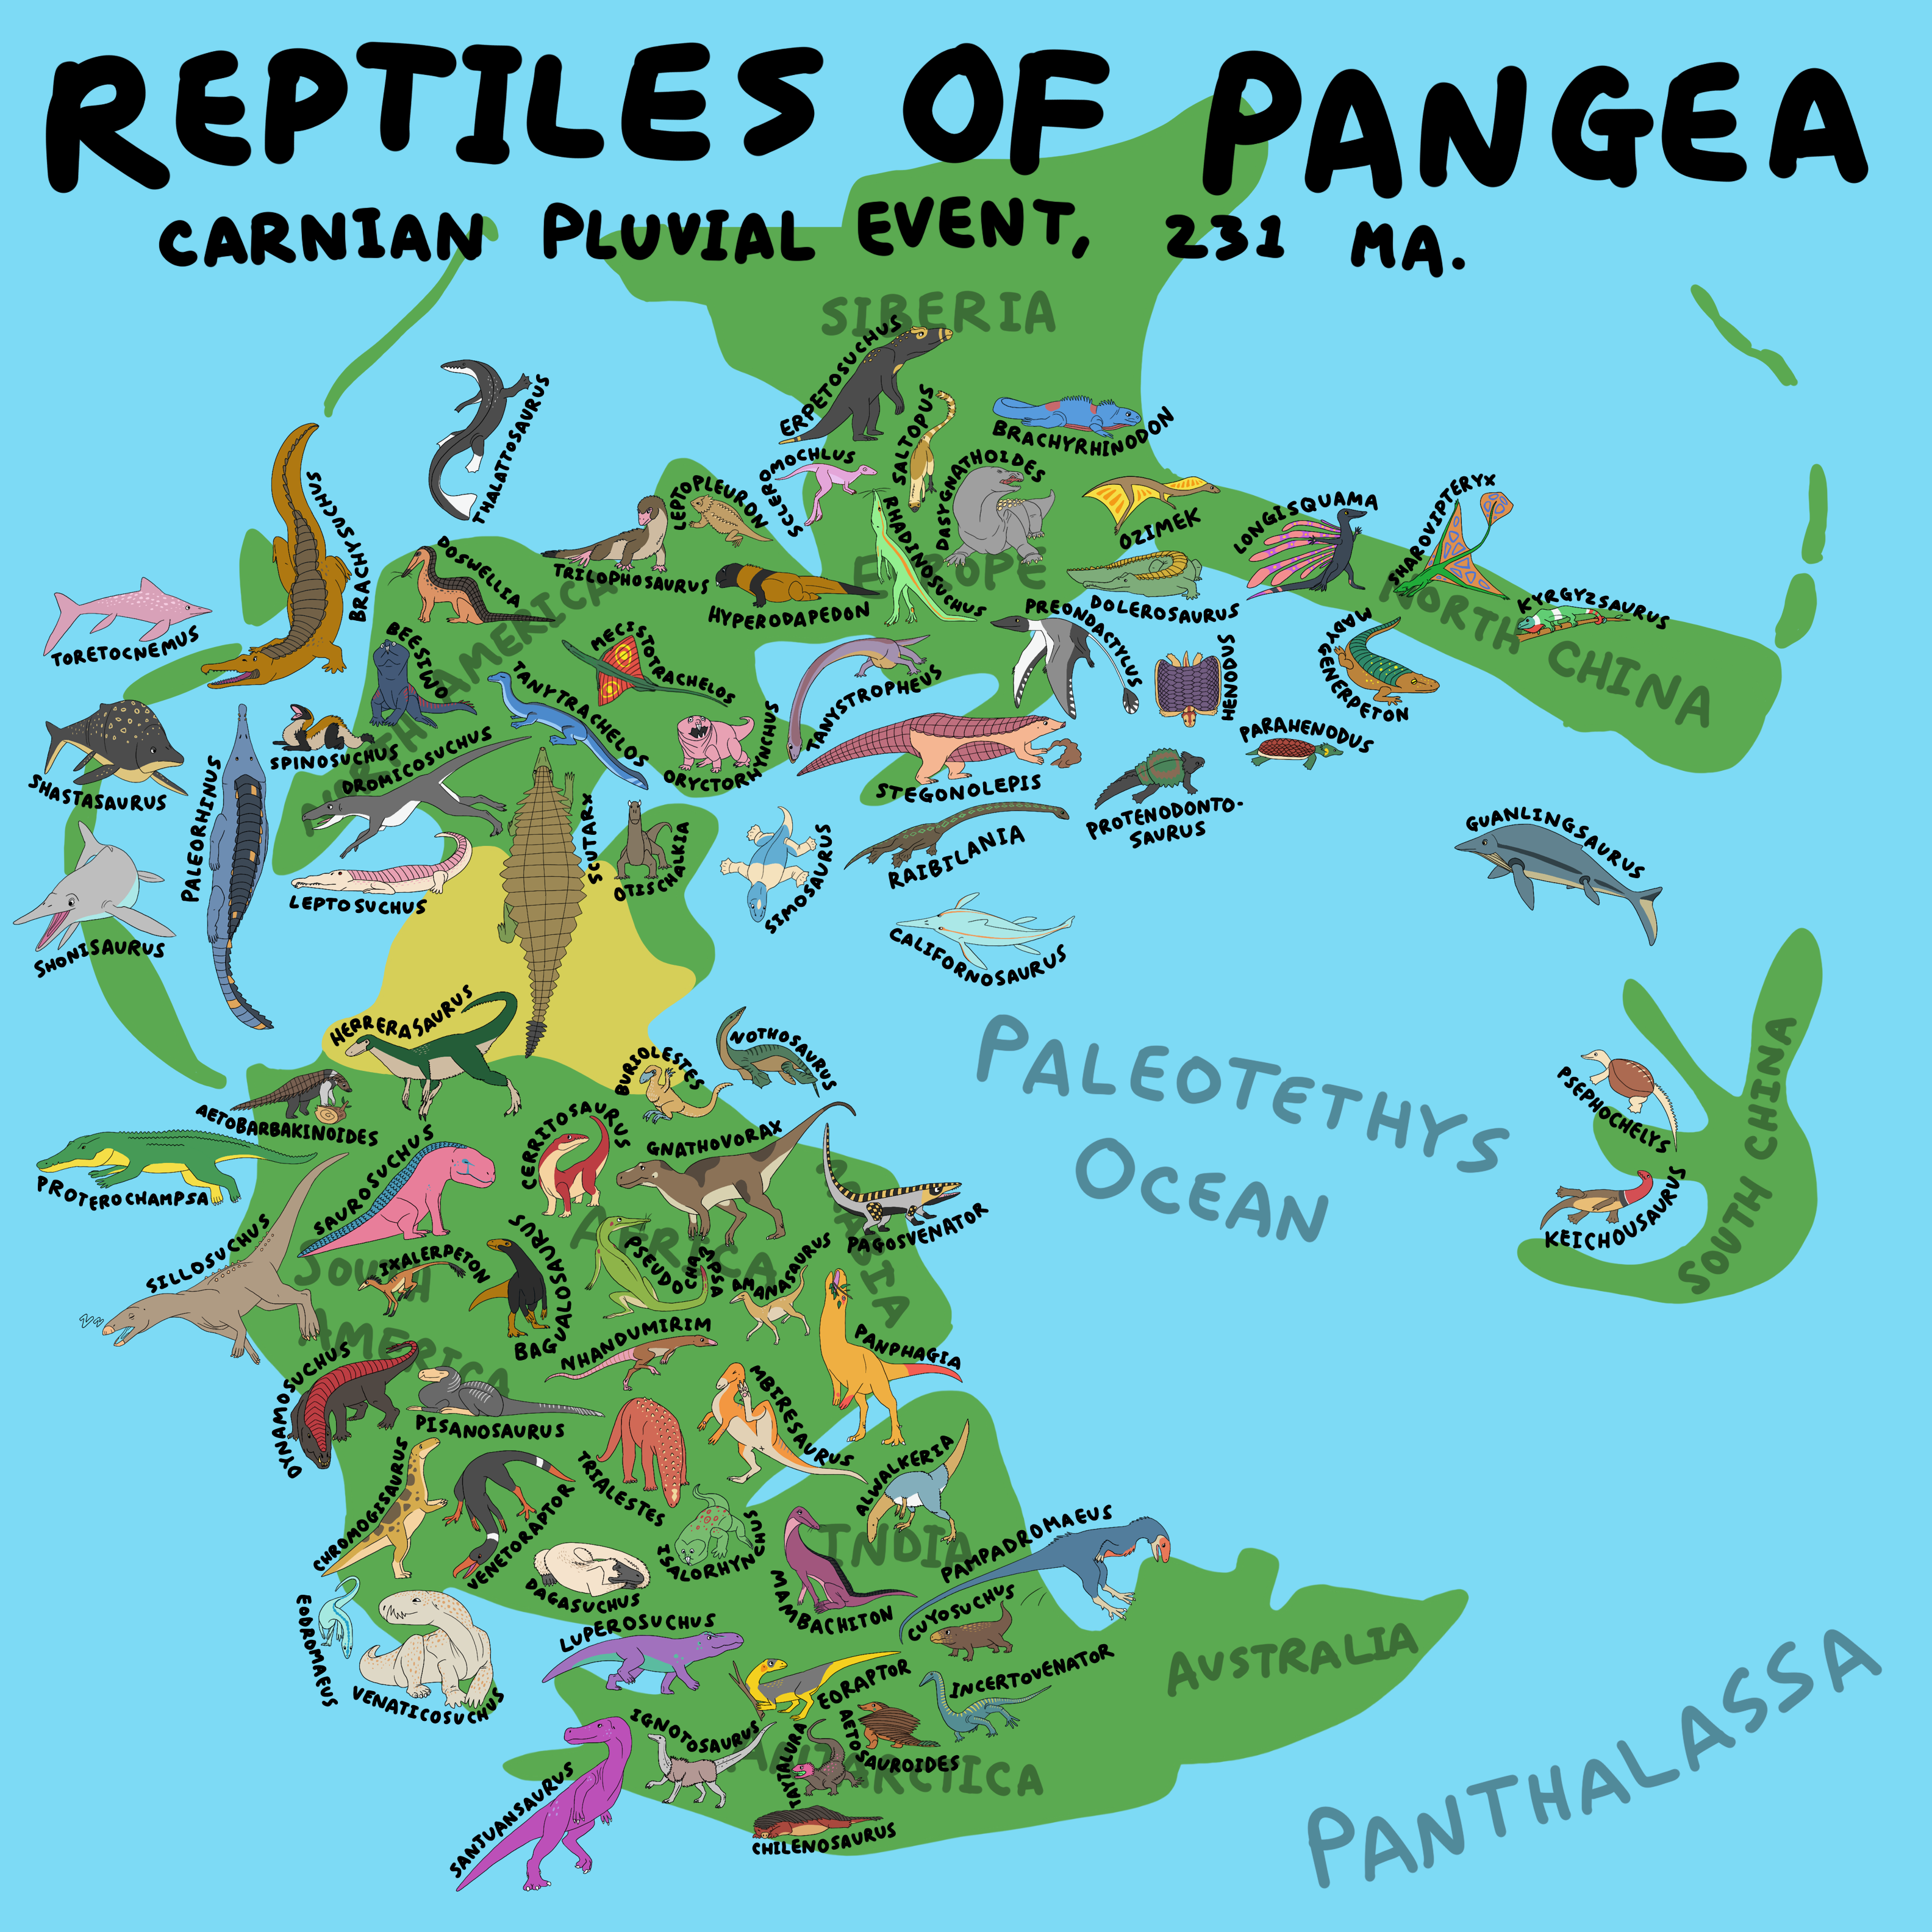 REPTILES OF PANGEA
CARNIAN PLUVIAL EVENT, 231 MA.
SIBERIA
ERPETOSUCHUS
SALTOPUS
BRACHYRHINODON
THALATTOSAURUS
SCLEROMOCHLUS
DASYGNATHOIDES
LEPTOPLEURON
RHADINOSUCHUS
OZIMEK
LONGISQUAMA
SHAROVIPTERYX
BRACHYSUCHUS
DOSWELLIA
TRILOPHOSAURUS
HYPERODAPEDON
EUROPE
PREONDACTYLUS
DOLEROSAURUS
NORTH CHINA
KYRGYZSAURUS
MADYGENERPETON
TORETOCNEMUS
BEESIIWO
NORTH AMERICA
MECISTOTRACHELOS
TANYTRACHELOS
TANYSTROPHEUS
HENODUS
PARAHENODUS
SHASTASAURUS
SPINOSUCHUS
DROMICOSUCHUS
ORYCTORHYNCHUS
STEGONOLEPIS
PROTENODONTO-
SAURUS
PALEORHINUS
SCUTARX
OTISCHALKIA
SIMOSAURUS
RAIBILANIA
GUANLINGSAURUS
LEPTOSUCHUS
SHONISAURUS
CALIFORNOSAURUS
HERRERASAURUS
BURIOLESTES
NOTHOSAURUS
PALEOTETHYS
OCEAN
PSEPHOCHELYS
SOUTH CHINA
KEICHOUSAURUS
AETOBARBAKINOIDES
PROTEROCHAMPSA
SAUROSUCHUS
CERRITOSAURUS
GNATHOVORAX
ARABIA
PAGOSVENATOR
AFRICA
SILLOSUCHUS
SOUTH
AMERICA
IXALERPETON
BAGUALOSAURUS
PSEUDOCHAMPSA
AMANASAURUS
NHANDUMIRIM
PANPHAGIA
DYNAMOSUCHUS
PISANOSAURUS
MBIRESAURUS
TRIALESTES
ALWALKERIA
CHROMOGISAURUS
VENETORAPTOR
ISALORHYNCHUS
INDIA
DAGASUCHUS
MAMBACHITON
PAMPADROMAEUS
CUYOSUCHUS
EODROMAEUS
VENATICOSUCHUS
LUPEROSUCHUS
EORAPTOR
INCERTOVENATOR
AUSTRALIA
IGNOTOSAURUS
TAYTALURA
AETOSAUROIDES
ANTARCTICA
SANJUANSAURUS
CHILENOSAURUS
PANTHALASSA